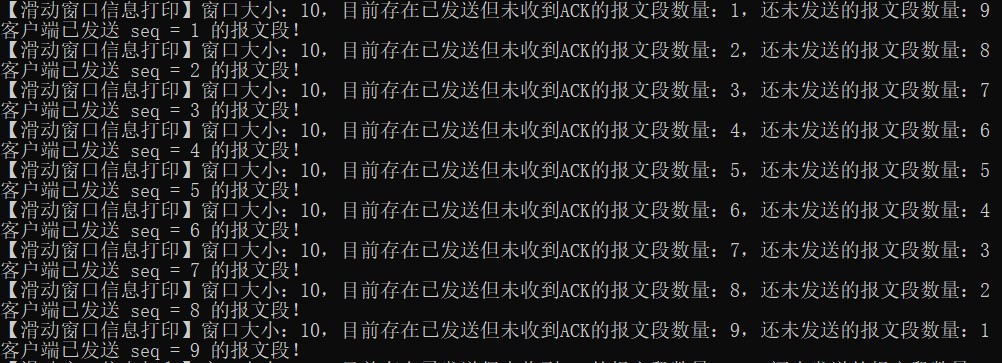 【滑动窗口信息打印】窗口大小：10，目前存在已发送但未收到ACK的报文段数量：1，还未发送的报文段数量：9
客户端已发送 seq = 1 的报文段！
【滑动窗口信息打印】窗口大小：10，目前存在已发送但未收到ACK的报文段数量：2，还未发送的报文段数量：8
客户端已发送 seq = 2 的报文段！
【滑动窗口信息打印】窗口大小：10，目前存在已发送但未收到ACK的报文段数量：3，还未发送的报文段数量：7
客户端已发送 seq = 3 的报文段！
【滑动窗口信息打印】窗口大小：10，目前存在已发送但未收到ACK的报文段数量：4，还未发送的报文段数量：6
客户端已发送 seq = 4 的报文段！
【滑动窗口信息打印】窗口大小：10，目前存在已发送但未收到ACK的报文段数量：5，还未发送的报文段数量：5
客户端已发送 seq = 5 的报文段！
【滑动窗口信息打印】窗口大小：10，目前存在已发送但未收到ACK的报文段数量：6，还未发送的报文段数量：4
客户端已发送 seq = 6 的报文段！
【滑动窗口信息打印】窗口大小：10，目前存在已发送但未收到ACK的报文段数量：7，还未发送的报文段数量：3
客户端已发送 seq = 7 的报文段！
【滑动窗口信息打印】窗口大小：10，目前存在已发送但未收到ACK的报文段数量：8，还未发送的报文段数量：2
客户端已发送 seq = 8 的报文段！
【滑动窗口信息打印】窗口大小：10，目前存在已发送但未收到ACK的报文段数量：9，还未发送的报文段数量：1
客户端已发送 seq = 9 的报文段！